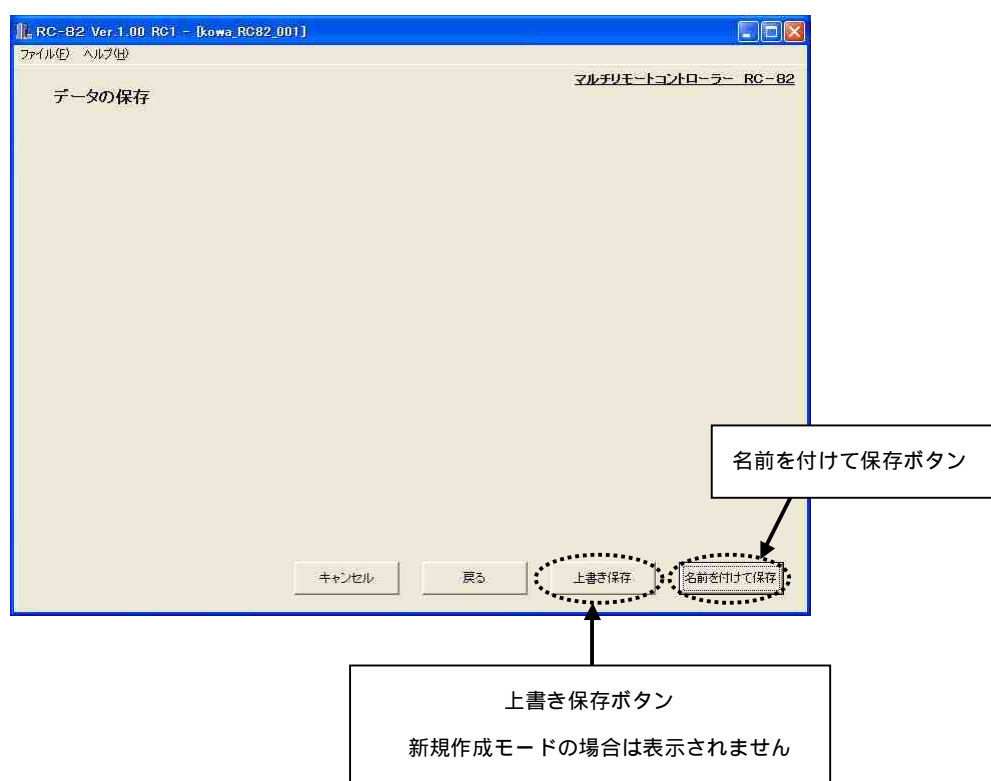 RC-82 Ver.1.00 RC1 - [kowa_RC82_001]
ファイル(F) ヘルプ(H)
マルチリモートコントローラー RC-82
データの保存
名前を付けて保存ボタン
キャンセル 戻る 上書き保存 名前を付けて保存
上書き保存ボタン
新規作成モードの場合は表示されません